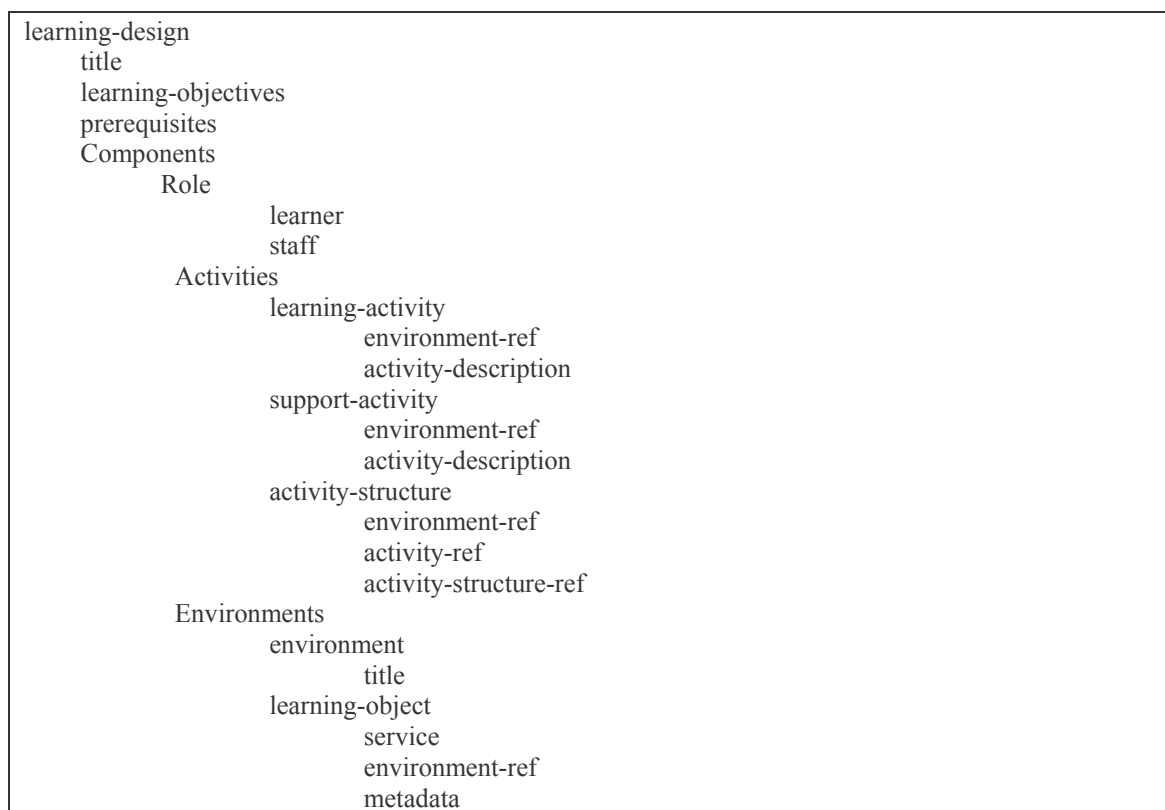 learning-design
title
learning-objectives
prerequisites
Components
Role
learner
staff
Activities
learning-activity
environment-ref
activity-description
support-activity
environment-ref
activity-description
activity-structure
environment-ref
activity-ref
activity-structure-ref
Environments
environment
title
learning-object
service
environment-ref
metadata